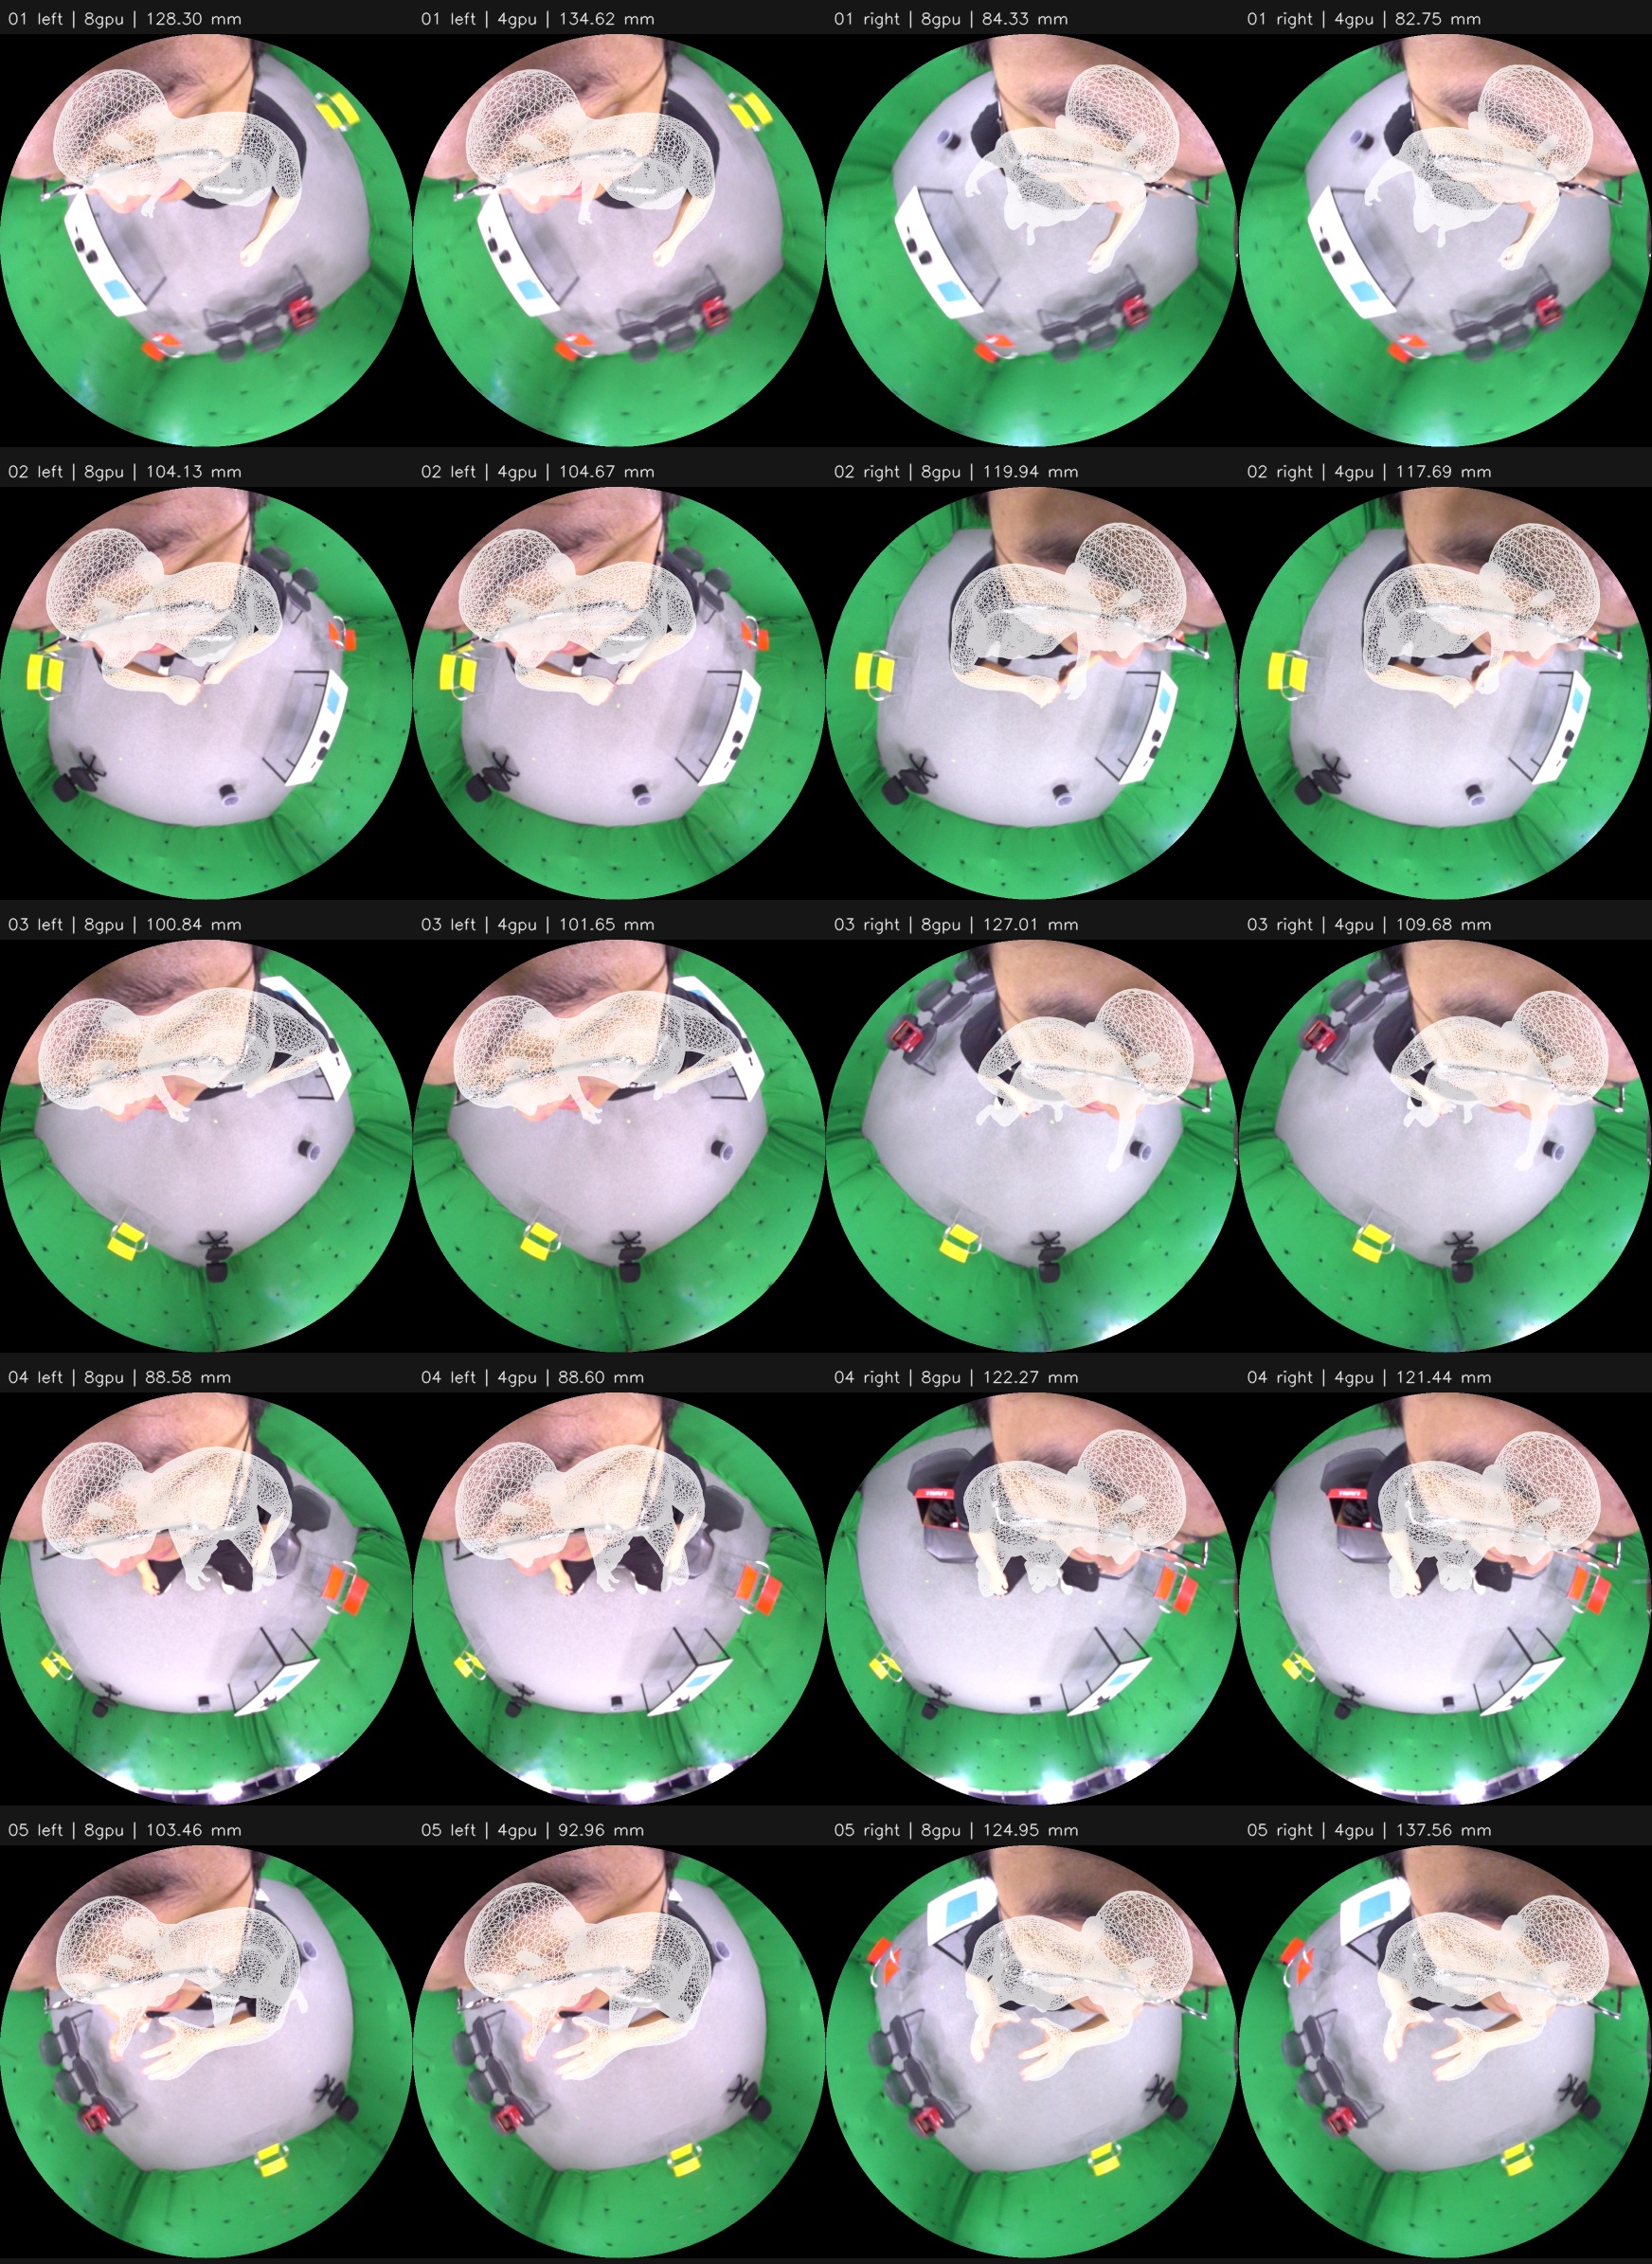 01 left | 8gpu | 128.30 mm
01 left | 4gpu | 134.62 mm
01 right | 8gpu | 84.33 mm
01 right | 4gpu | 82.75 mm
02 left | 8gpu | 104.13 mm
02 left | 4gpu | 104.67 mm
02 right | 8gpu | 119.94 mm
02 right | 4gpu | 117.69 mm
03 left | 8gpu | 100.84 mm
03 left | 4gpu | 101.65 mm
03 right | 8gpu | 127.01 mm
03 right | 4gpu | 109.68 mm
04 left | 8gpu | 88.58 mm
04 left | 4gpu | 88.60 mm
04 right | 8gpu | 122.27 mm
04 right | 4gpu | 121.44 mm
05 left | 8gpu | 103.46 mm
05 left | 4gpu | 92.96 mm
05 right | 8gpu | 124.95 mm
05 right | 4gpu | 137.56 mm